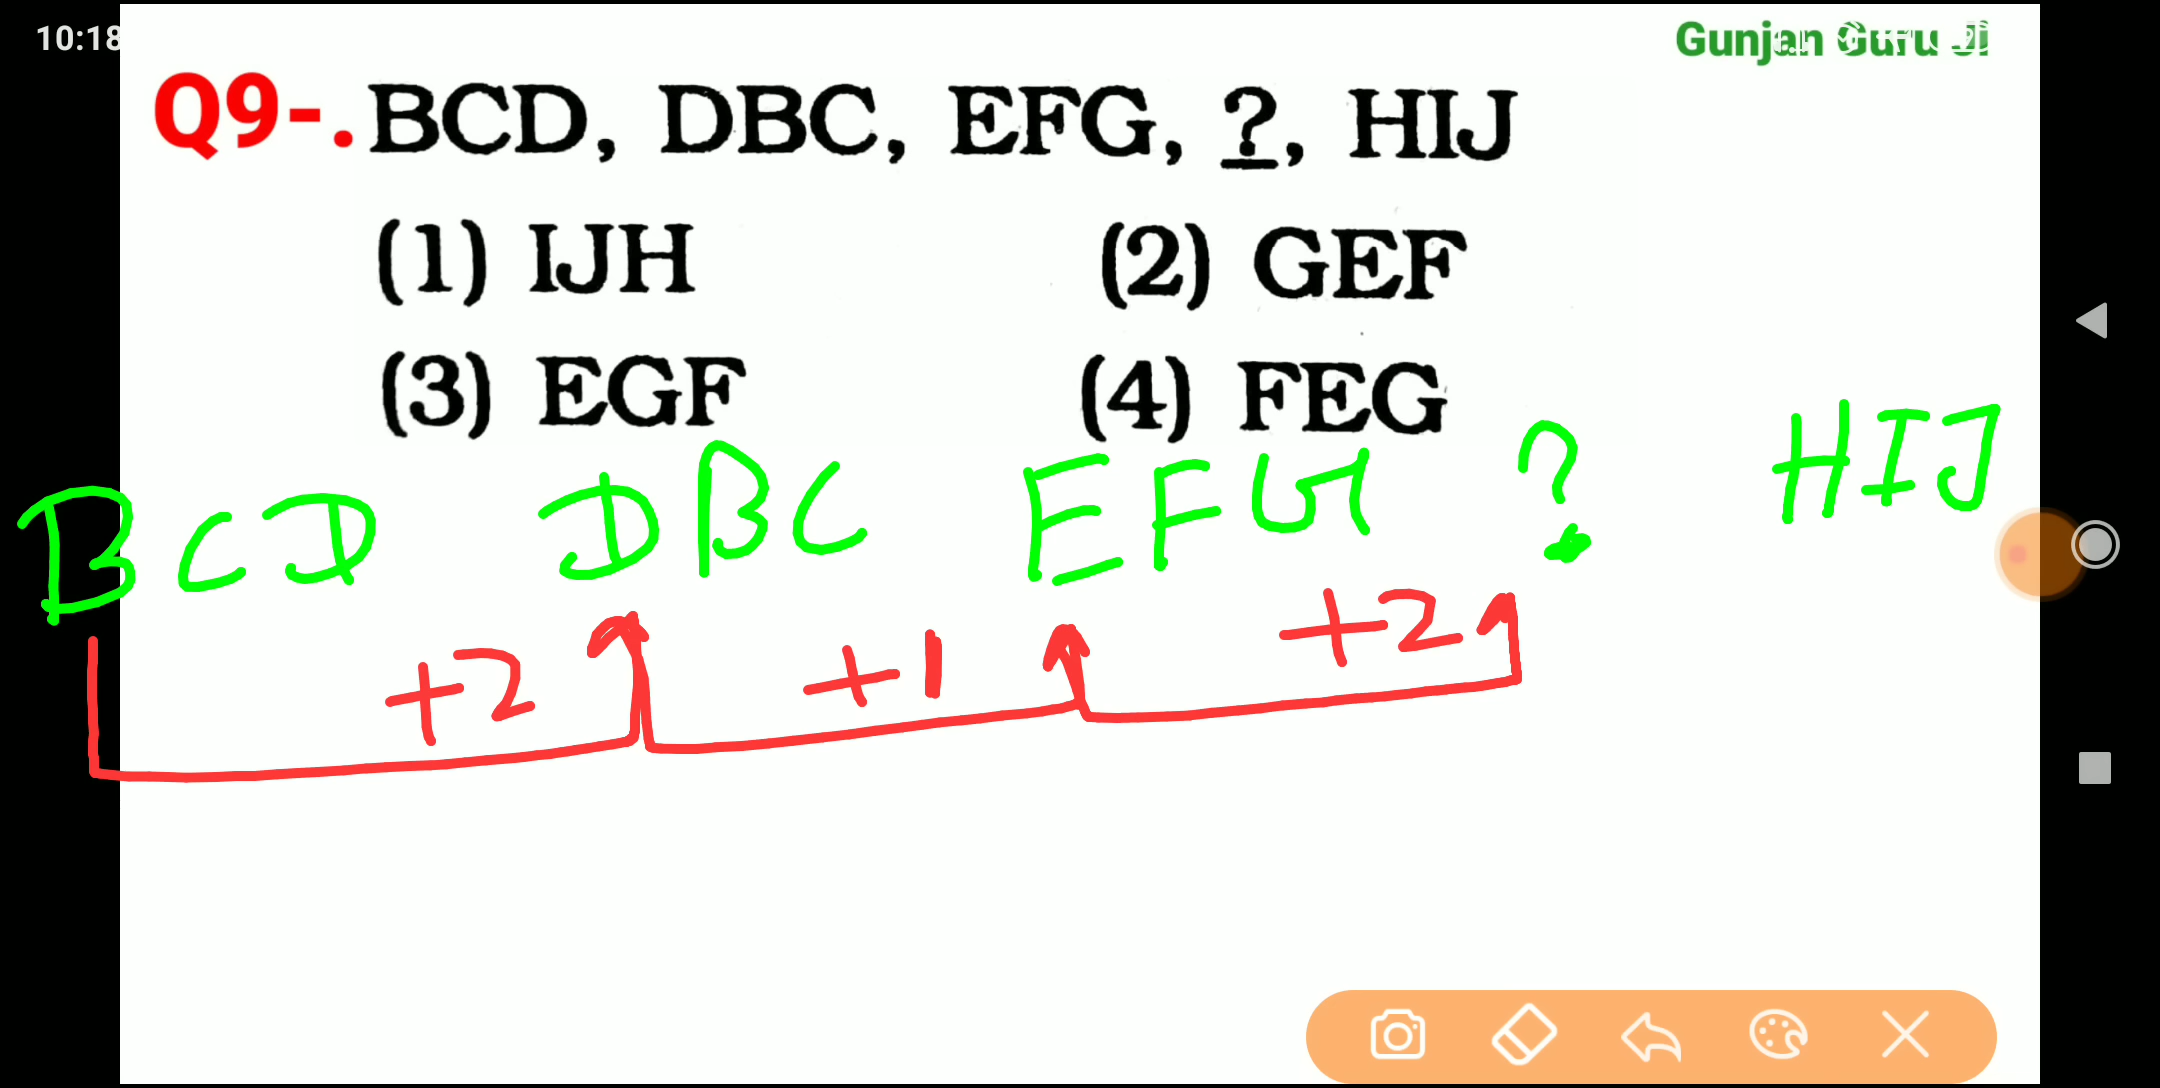 10:18
Gunjan Guru Ji
Q9-. BCD, DBC, EFG, ?, HIJ
(1) IJH (2) GEF
(3) EGF (4) FEG
BCD DBC EFG ? HIJ
+2 +1 +2